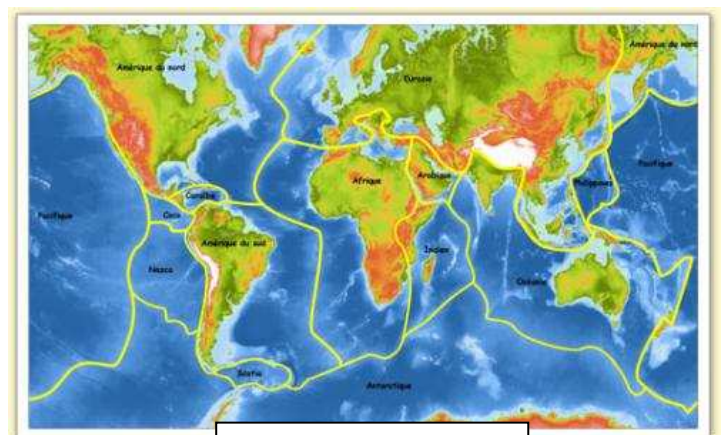 Amérique du nord
Amérique du nord
Eurasie
Afrique
Arabique
Pacifique
Philippines
Caraïbe
Coco
Pacifique
Amérique du sud
Indien
Nazca
Océanie
Scotia
Antarctique